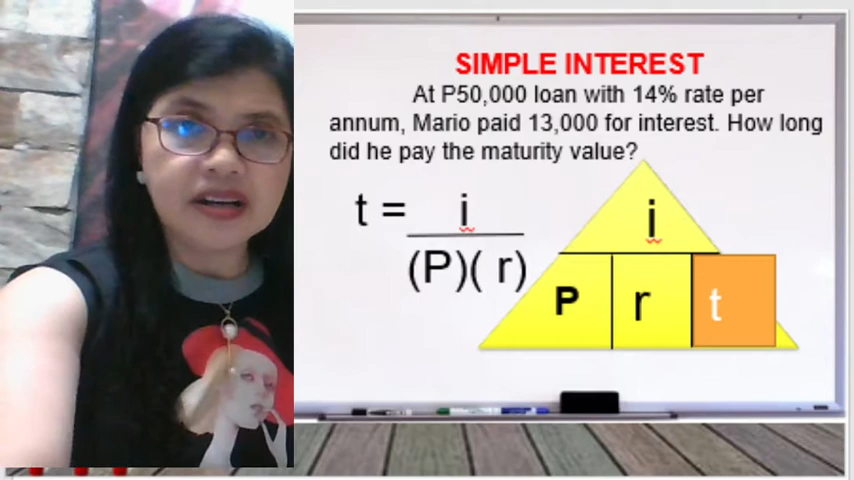 SIMPLE INTEREST
At P50,000 loan with 14% rate per
annum, Mario paid 13,000 for interest. How long
did he pay the maturity value?
t = i
(P)( r)
i
P r t